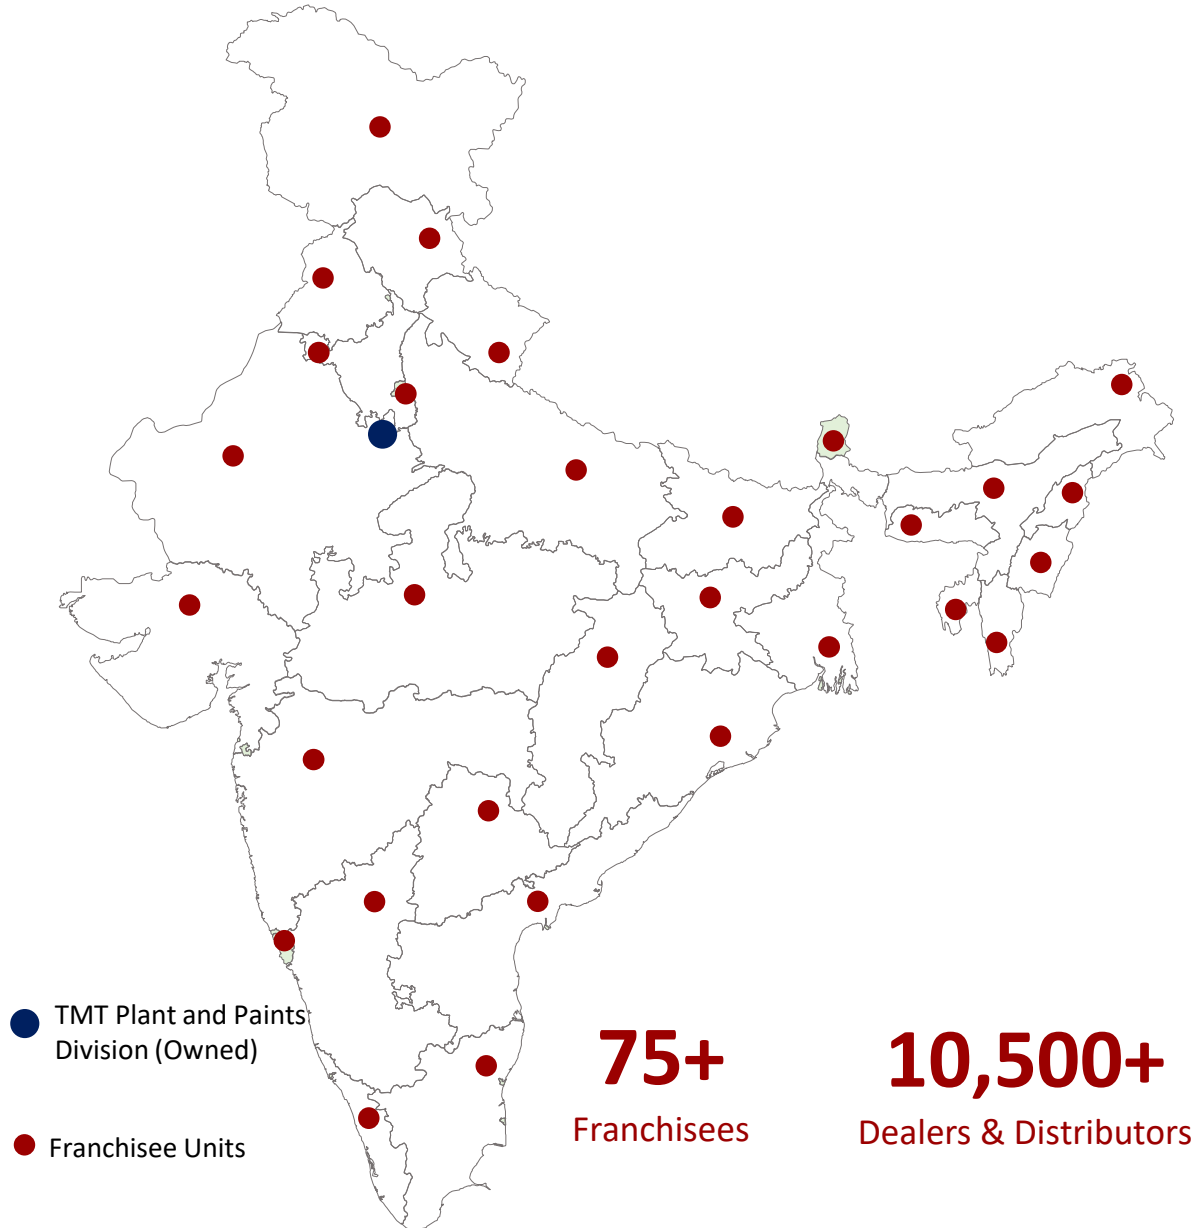 TMT Plant and Paints
Division (Owned)
Franchisee Units
75+
Franchisees
10,500+
Dealers & Distributors